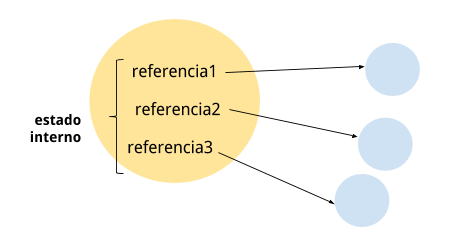 referencia1
referencia2
referencia3
estado
interno